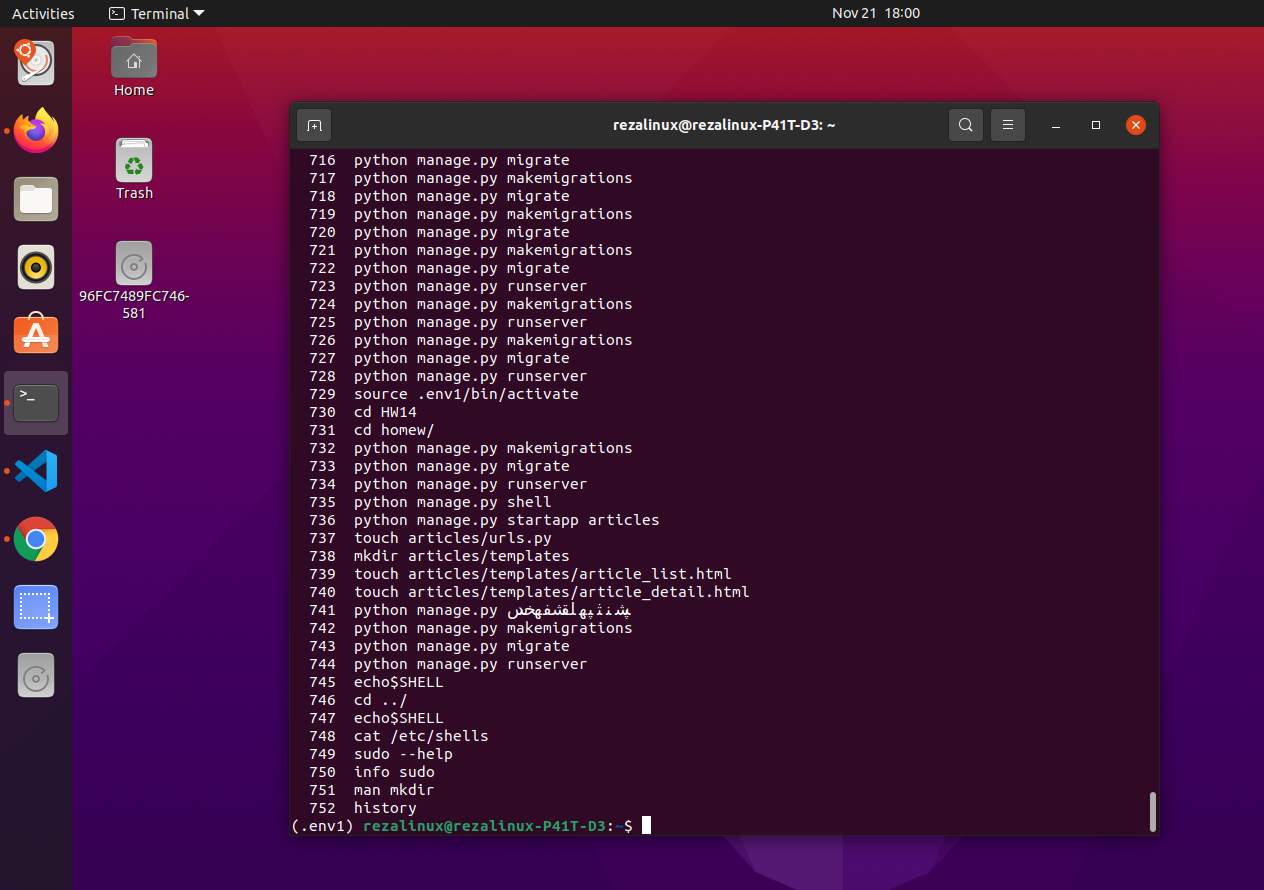 Activities
Terminal
Nov 21 18:00
Home
Trash
96FC7489FC746-
581
rezalinux@rezalinux-P41T-D3: ~
716 python manage.py migrate
717 python manage.py makemigrations
718 python manage.py migrate
719 python manage.py makemigrations
720 python manage.py migrate
721 python manage.py makemigrations
722 python manage.py migrate
723 python manage.py runserver
724 python manage.py makemigrations
725 python manage.py runserver
726 python manage.py makemigrations
727 python manage.py migrate
728 python manage.py runserver
729 source .env1/bin/activate
730 cd HW14
731 cd homew/
732 python manage.py makemigrations
733 python manage.py migrate
734 python manage.py runserver
735 python manage.py shell
736 python manage.py startapp articles
737 touch articles/urls.py
738 mkdir articles/templates
739 touch articles/templates/article_list.html
740 touch articles/templates/article_detail.html
741 python manage.py
742 python manage.py makemigrations
743 python manage.py migrate
744 python manage.py runserver
745 echo$SHELL
746 cd ../
747 echo$SHELL
748 cat /etc/shells
749 sudo --help
750 info sudo
751 man mkdir
752 history
(.env1) rezalinux@rezalinux-P41T-D3:~$